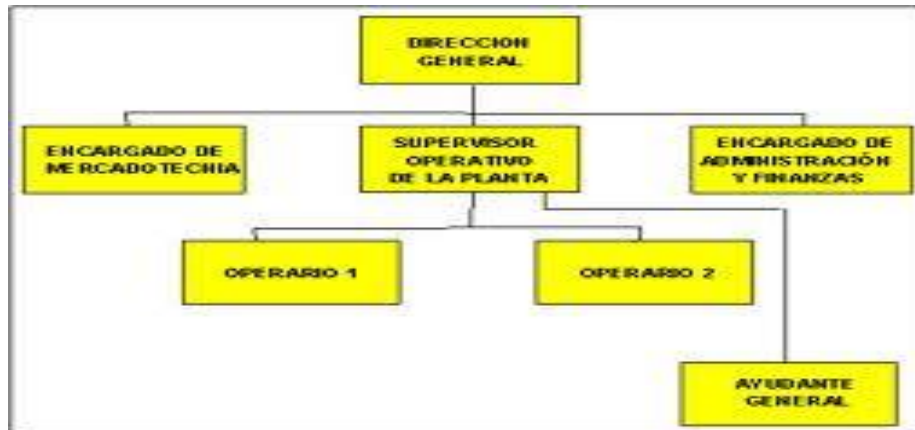 DIRECCION
GENERAL
ENCARGADO DE
MERCADOTECNIA
SUPERVISOR
OPERATIVO
DE LA PLANTA
ENCARGADO DE
ADMINISTRACIÓN
Y FINANZAS
OPERARIO 1
OPERARIO 2
AYUDANTE
GENERAL